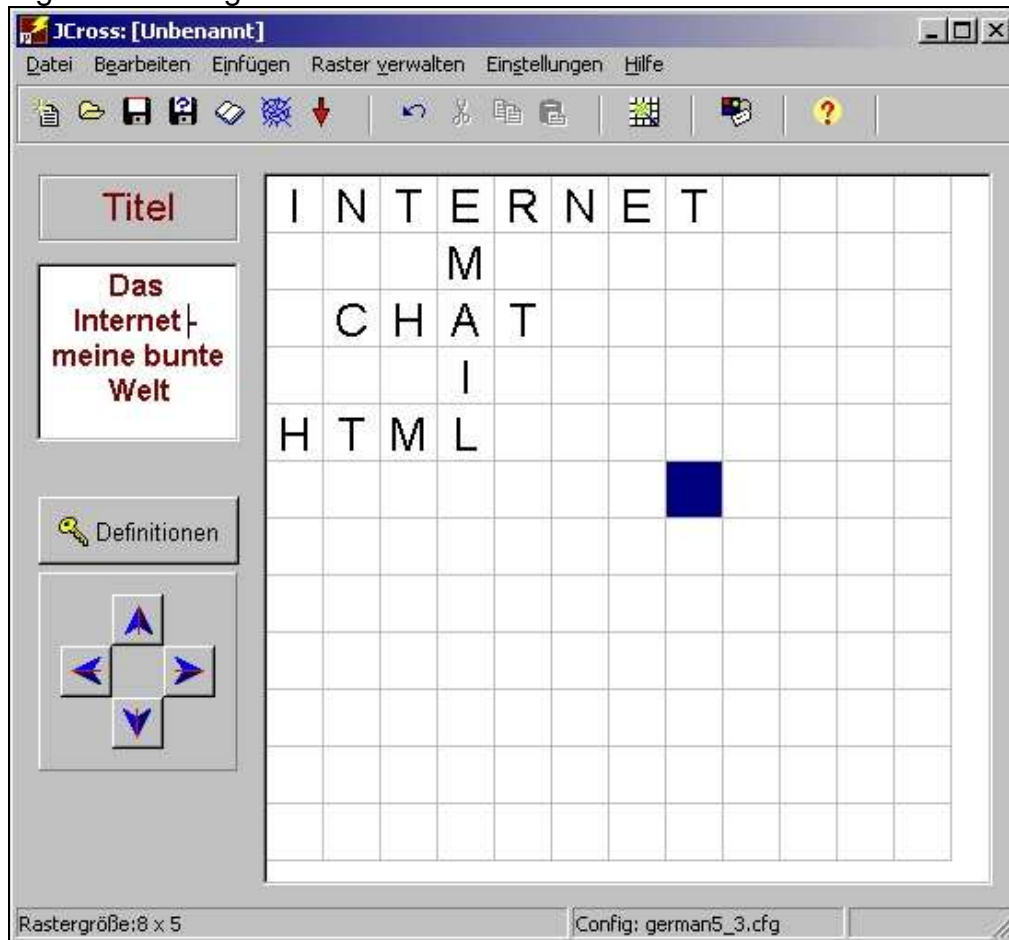 JCross: [Unbenannt]
Datei Bearbeiten Einfügen Raster verwalten Einstellungen Hilfe
Titel
Das
Internet -
meine bunte
Welt
Definitionen
I N T E R N E T
M
C H A T
I
H T M L
Rastergröße:8 x 5
Config: german5_3.cfg